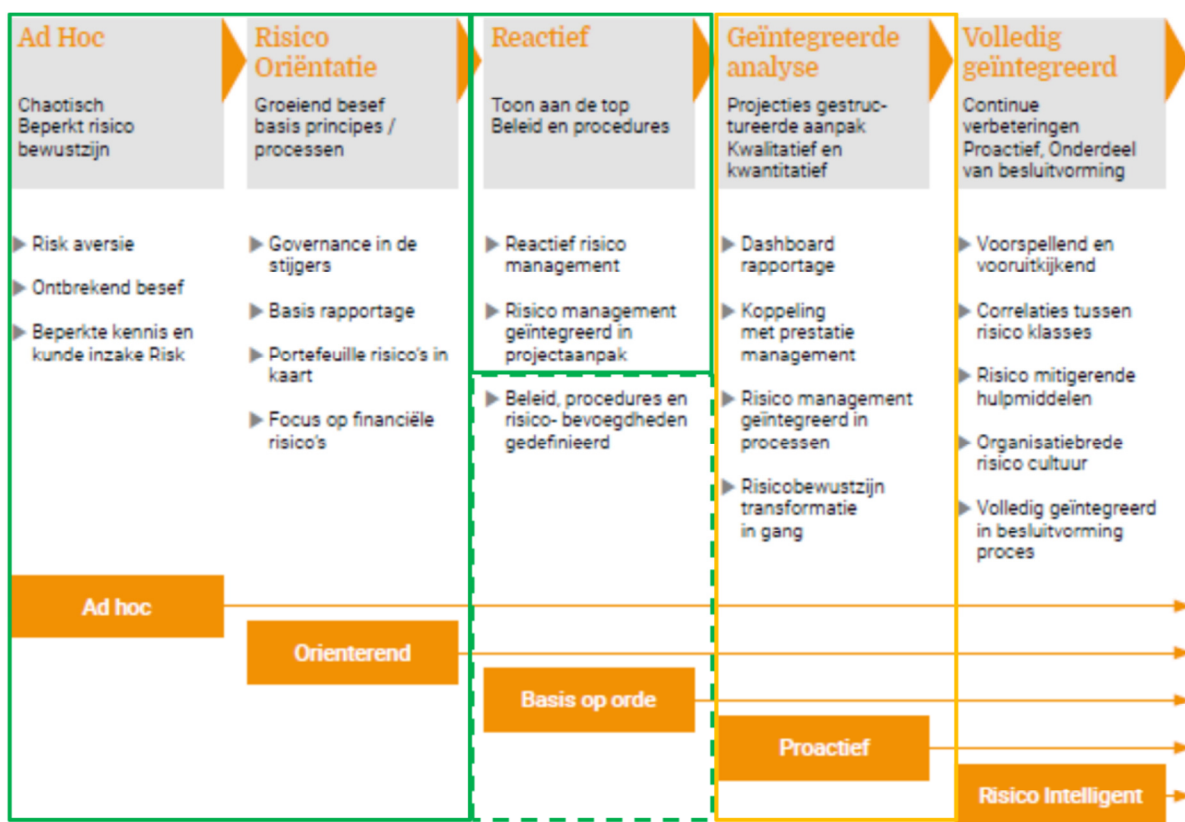 Ad Hoc
Chaotisch
Beperkt risico
bewustzijn
Risk aversie
Ontbrekend besef
Beperkte kennis en
kunde inzake Risk
Ad hoc
Risico
Oriëntatie
Groeiend besef
basis principes /
processen
Governance in de
stijgers
Basis rapportage
Portefeuille risico's in
kaart
Focus op financiële
risico's
Orienterend
Reactief
Toon aan de top
Beleid en procedures
Reactief risico
management
Risico management
geïntegreerd in
projectaanpak
Beleid, procedures en
risico- bevoegdheden
gedefinieerd
Basis op orde
Geïntegreerde
analyse
Projecties gestruc-
tureerde aanpak
Kwalitatief en
kwantitatief
Dashboard
rapportage
Koppeling
met prestatie
management
Risico management
geïntegreerd in
processen
Risicobewustzijn
transformatie
in gang
Proactief
Volledig
geïntegreerd
Continue
verbeteringen
Proactief, Onderdeel
van besluitvorming
Voorspellend en
vooruitkijkend
Correlaties tussen
risico klasses
Risico mitigerende
hulpmiddelen
Organisatiebrede
risico cultuur
Volledig geïntegreerd
in besluitvorming
proces
Risico Intelligent